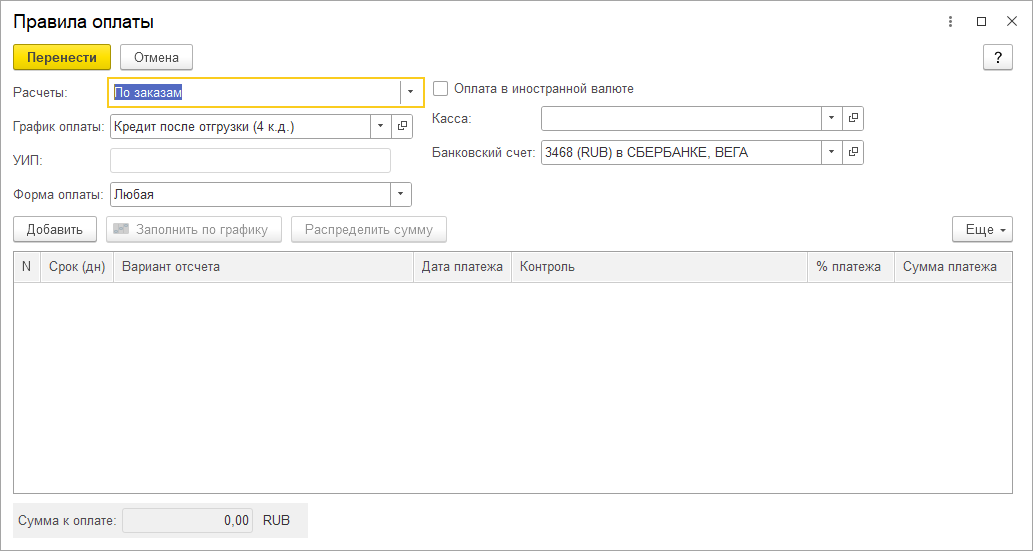 Правила оплаты
Перенести Отмена ?
Расчеты: По заказам Оплата в иностранной валюте
График оплаты: Кредит после отгрузки (4 к.д.) Касса:
УИП: Банковский счет: 3468 (RUB) в СБЕРБАНКЕ, ВЕГА
Форма оплаты: Любая
Добавить Заполнить по графику Распределить сумму Еще
N Срок (дн) Вариант отсчета Дата платежа Контроль % платежа Сумма платежа
Сумма к оплате: 0,00 RUB